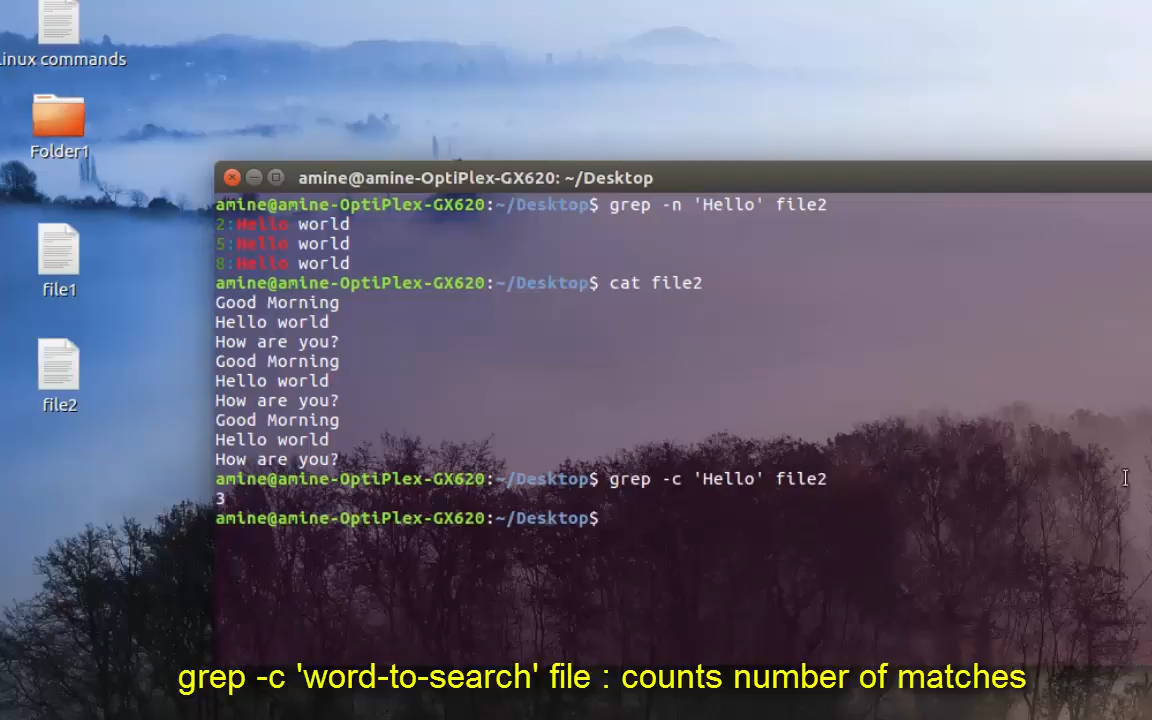 Linux commands
Folder1
file1
file2
amine@amine-OptiPlex-GX620: ~/Desktop
amine@amine-OptiPlex-GX620:~/Desktop$ grep -n 'Hello' file2
2:Hello world
5:Hello world
8:Hello world
amine@amine-OptiPlex-GX620:~/Desktop$ cat file2
Good Morning
Hello world
How are you?
Good Morning
Hello world
How are you?
Good Morning
Hello world
How are you?
amine@amine-OptiPlex-GX620:~/Desktop$ grep -c 'Hello' file2
3
amine@amine-OptiPlex-GX620:~/Desktop$
grep -c 'word-to-search' file : counts number of matches